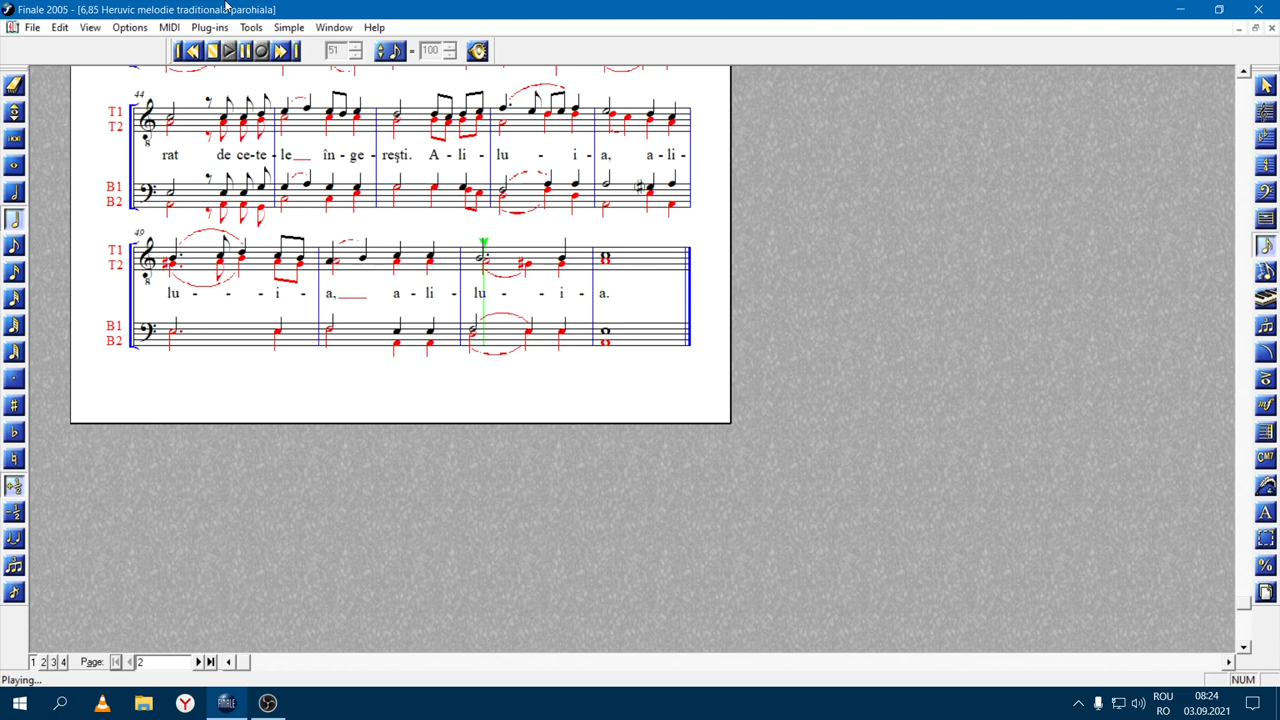 Finale 2005 - [6,85 Heruvic melodie traditionala parohiala]
File Edit View Options MIDI Plug-ins Tools Simple Window Help
51 = 100
44
T1
T2
rat de ce-te-le____ în-ge-rești. A-li-lu - i-a, a-li-
B1
B2
49
T1
T2
lu - - - i - a,____ a-li-lu - - i-a.
B1
B2
1 2 3 4 Page: 2
Playing...
NUM
ROU
RO
08:24
03.09.2021